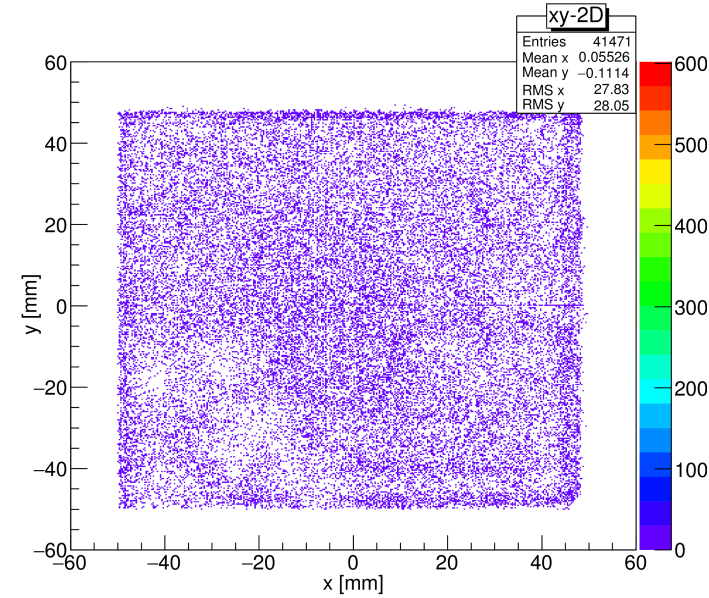 xy-2D
Entries 41471
Mean x 0.05526
Mean y −0.1114
RMS x 27.83
RMS y 28.05
60
40
20
0
−20
−40
−60
y [mm]
−60 −40 −20 0 20 40 60
x [mm]
600
500
400
300
200
100
0